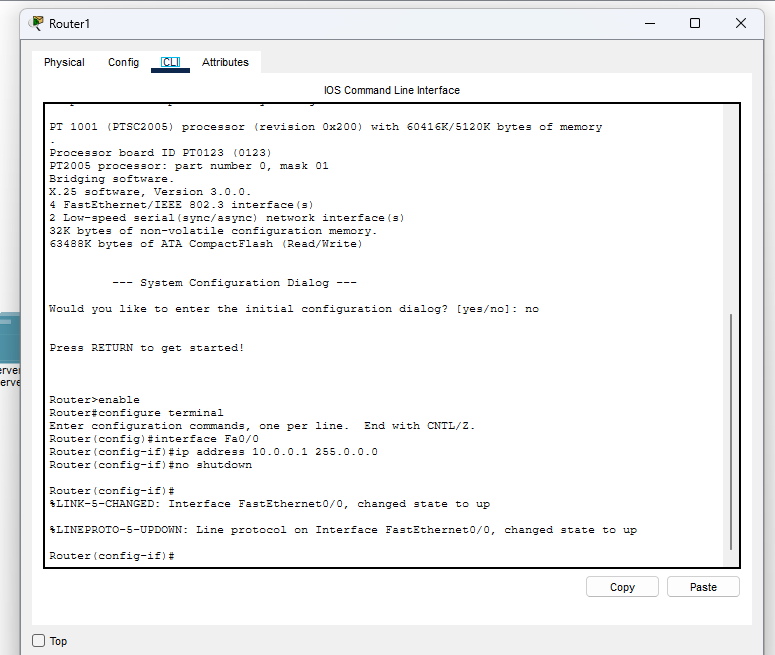 Router1
Physical Config CLI Attributes
IOS Command Line Interface
PT 1001 (PTSC2005) processor (revision 0x200) with 60416K/5120K bytes of memory
.
Processor board ID PT0123 (0123)
PT2005 processor: part number 0, mask 01
Bridging software.
X.25 software, Version 3.0.0.
4 FastEthernet/IEEE 802.3 interface(s)
2 Low-speed serial(sync/async) network interface(s)
32K bytes of non-volatile configuration memory.
63488K bytes of ATA CompactFlash (Read/Write)
--- System Configuration Dialog ---
Would you like to enter the initial configuration dialog? [yes/no]: no
Press RETURN to get started!
Router>enable
Router#configure terminal
Enter configuration commands, one per line.  End with CNTL/Z.
Router(config)#interface Fa0/0
Router(config-if)#ip address 10.0.0.1 255.0.0.0
Router(config-if)#no shutdown
Router(config-if)#
%LINK-5-CHANGED: Interface FastEthernet0/0, changed state to up
%LINEPROTO-5-UPDOWN: Line protocol on Interface FastEthernet0/0, changed state to up
Router(config-if)#
Copy Paste
Top